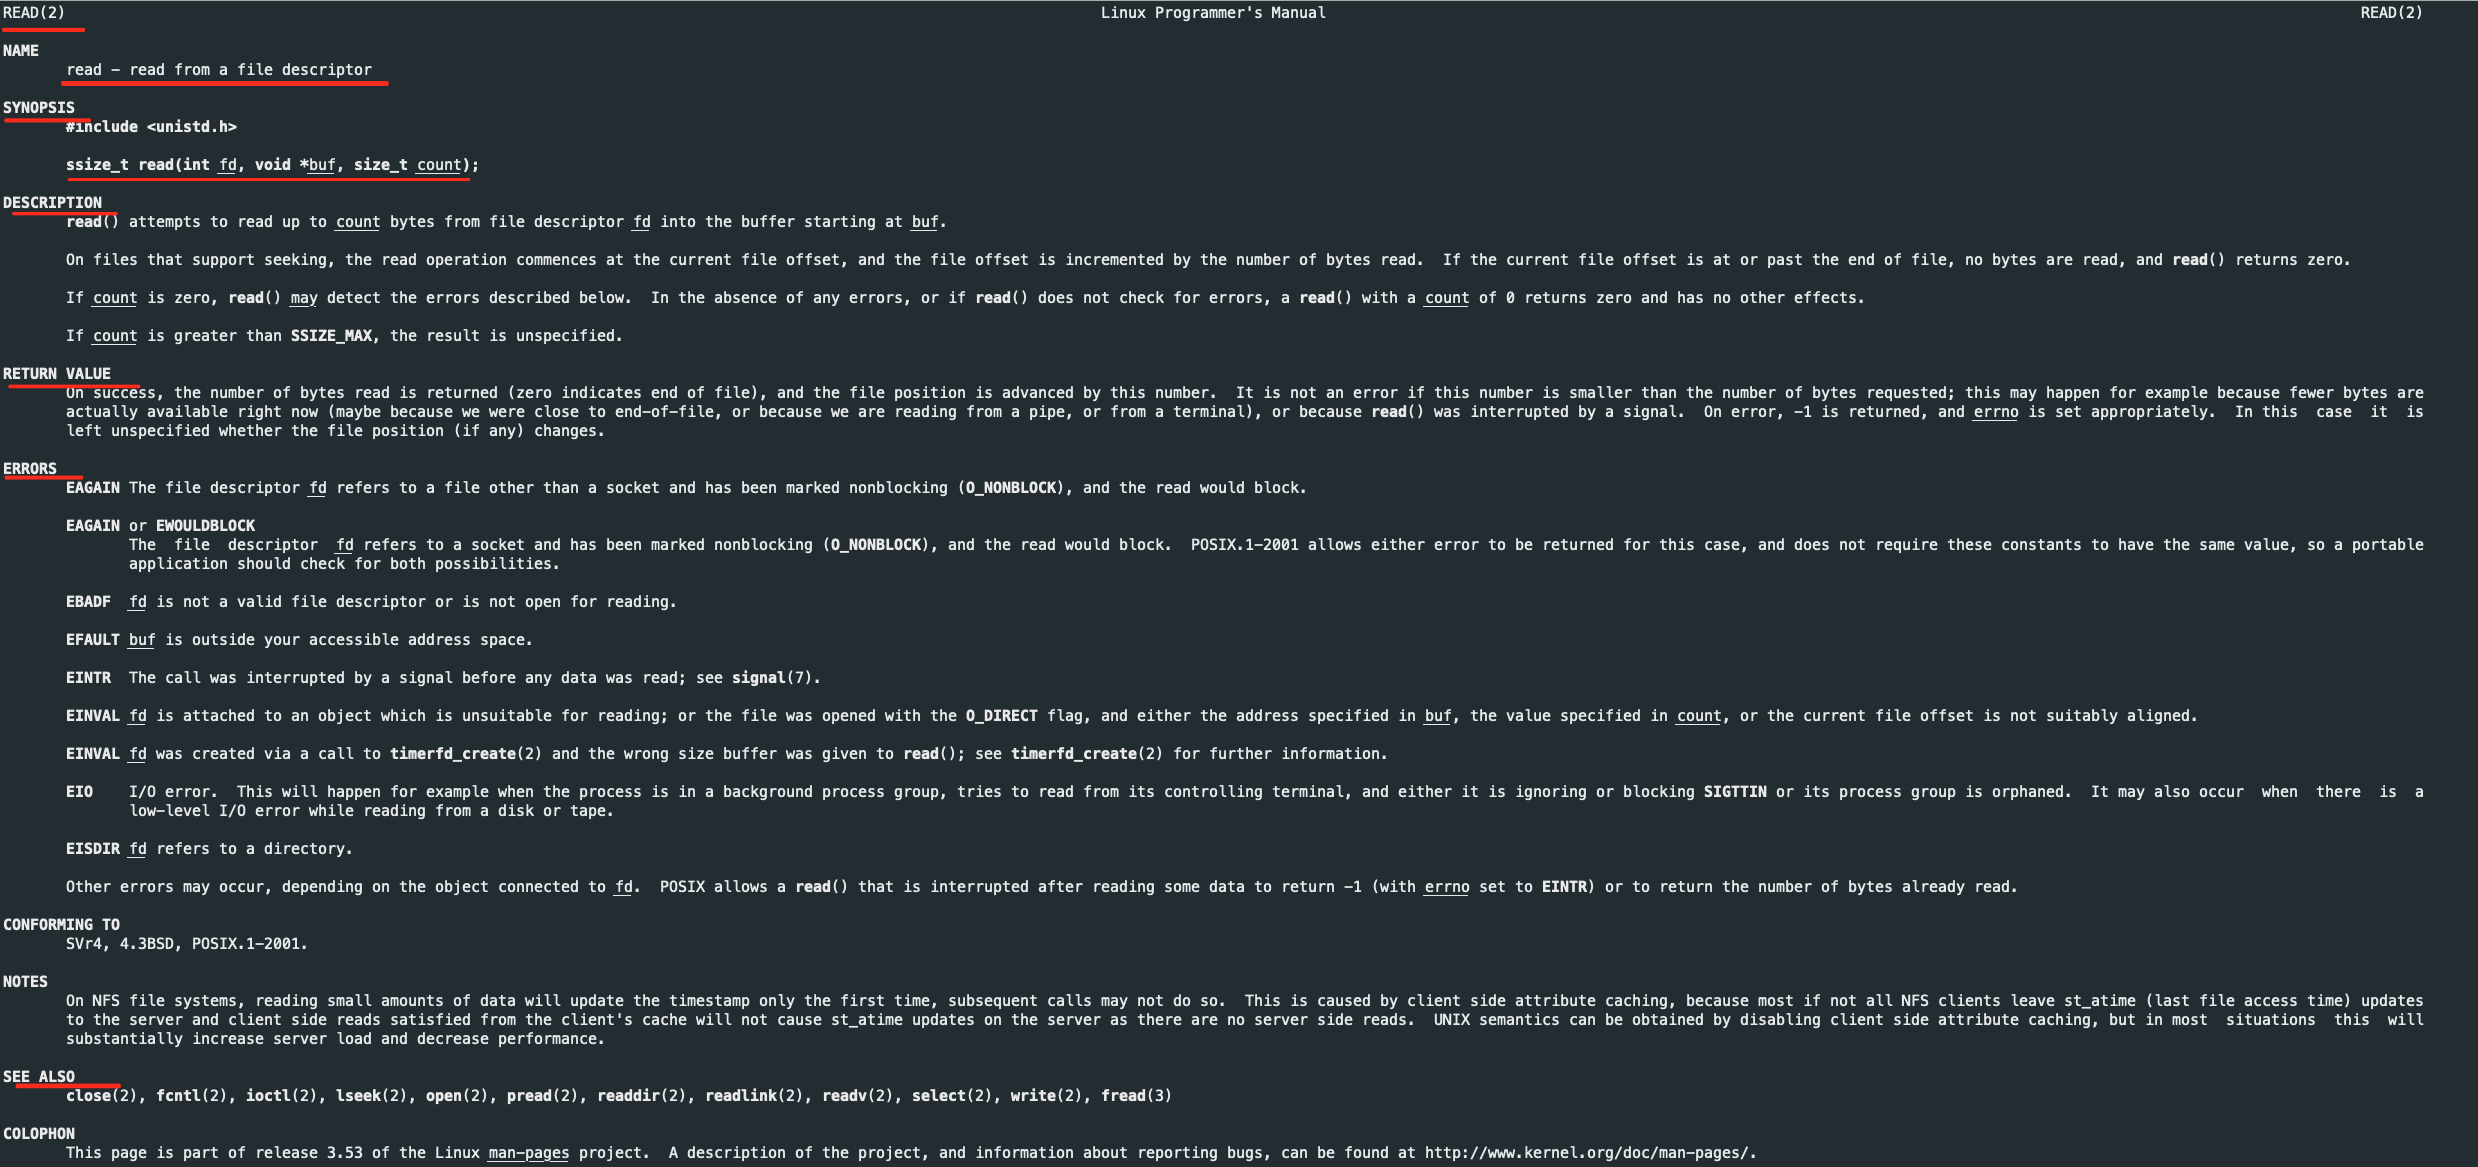 READ(2) Linux Programmer's Manual READ(2)
NAME
read – read from a file descriptor
SYNOPSIS
#include <unistd.h>
ssize_t read(int fd, void *buf, size_t count);
DESCRIPTION
read() attempts to read up to count bytes from file descriptor fd into the buffer starting at buf.
On files that support seeking, the read operation commences at the current file offset, and the file offset is incremented by the number of bytes read. If the current file offset is at or past the end of file, no bytes are read, and read() returns zero.
If count is zero, read() may detect the errors described below. In the absence of any errors, or if read() does not check for errors, a read() with a count of 0 returns zero and has no other effects.
If count is greater than SSIZE_MAX, the result is unspecified.
RETURN VALUE
On success, the number of bytes read is returned (zero indicates end of file), and the file position is advanced by this number. It is not an error if this number is smaller than the number of bytes requested; this may happen for example because fewer bytes are
actually available right now (maybe because we were close to end-of-file, or because we are reading from a pipe, or from a terminal), or because read() was interrupted by a signal. On error, -1 is returned, and errno is set appropriately. In this case it is
left unspecified whether the file position (if any) changes.
ERRORS
EAGAIN The file descriptor fd refers to a file other than a socket and has been marked nonblocking (O_NONBLOCK), and the read would block.
EAGAIN or EWOULDBLOCK
The file descriptor fd refers to a socket and has been marked nonblocking (O_NONBLOCK), and the read would block. POSIX.1-2001 allows either error to be returned for this case, and does not require these constants to have the same value, so a portable
application should check for both possibilities.
EBADF fd is not a valid file descriptor or is not open for reading.
EFAULT buf is outside your accessible address space.
EINTR The call was interrupted by a signal before any data was read; see signal(7).
EINVAL fd is attached to an object which is unsuitable for reading; or the file was opened with the O_DIRECT flag, and either the address specified in buf, the value specified in count, or the current file offset is not suitably aligned.
EINVAL fd was created via a call to timerfd_create(2) and the wrong size buffer was given to read(); see timerfd_create(2) for further information.
EIO I/O error. This will happen for example when the process is in a background process group, tries to read from its controlling terminal, and either it is ignoring or blocking SIGTTIN or its process group is orphaned. It may also occur when there is a
low-level I/O error while reading from a disk or tape.
EISDIR fd refers to a directory.
Other errors may occur, depending on the object connected to fd. POSIX allows a read() that is interrupted after reading some data to return -1 (with errno set to EINTR) or to return the number of bytes already read.
CONFORMING TO
SVr4, 4.3BSD, POSIX.1-2001.
NOTES
On NFS file systems, reading small amounts of data will update the timestamp only the first time, subsequent calls may not do so. This is caused by client side attribute caching, because most if not all NFS clients leave st_atime (last file access time) updates
to the server and client side reads satisfied from the client's cache will not cause st_atime updates on the server as there are no server side reads. UNIX semantics can be obtained by disabling client side attribute caching, but in most situations this will
substantially increase server load and decrease performance.
SEE ALSO
close(2), fcntl(2), ioctl(2), lseek(2), open(2), pread(2), readdir(2), readlink(2), readv(2), select(2), write(2), fread(3)
COLOPHON
This page is part of release 3.53 of the Linux man-pages project. A description of the project, and information about reporting bugs, can be found at http://www.kernel.org/doc/man-pages/.